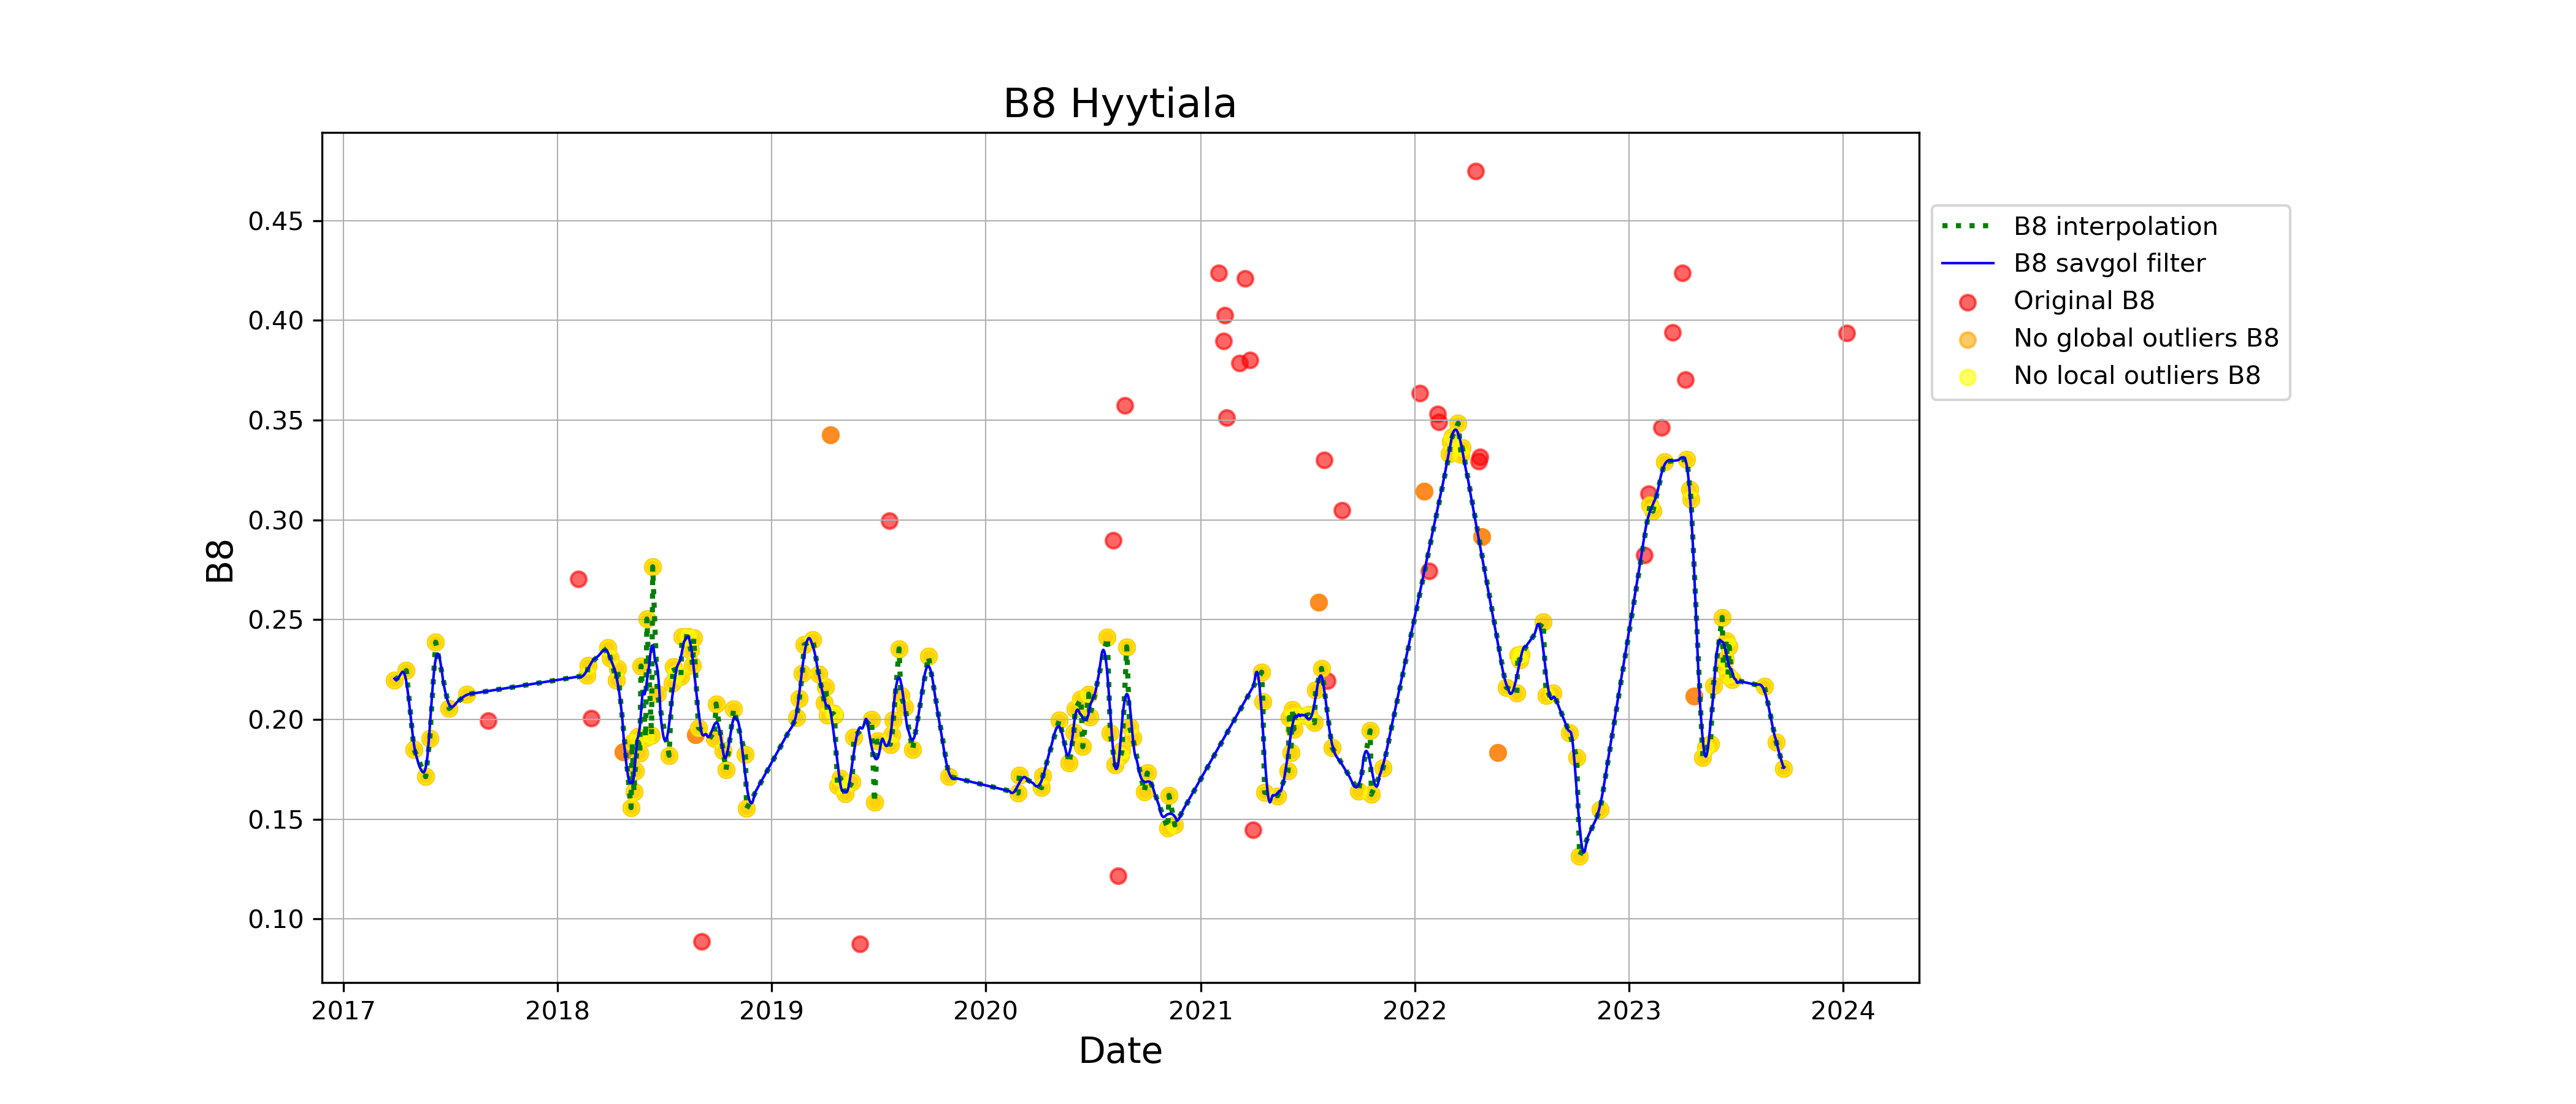 B8 Hyytiala
B8
0.45
0.40
0.35
0.30
0.25
0.20
0.15
0.10
2017 2018 2019 2020 2021 2022 2023 2024
Date
B8 interpolation
B8 savgol filter
Original B8
No global outliers B8
No local outliers B8